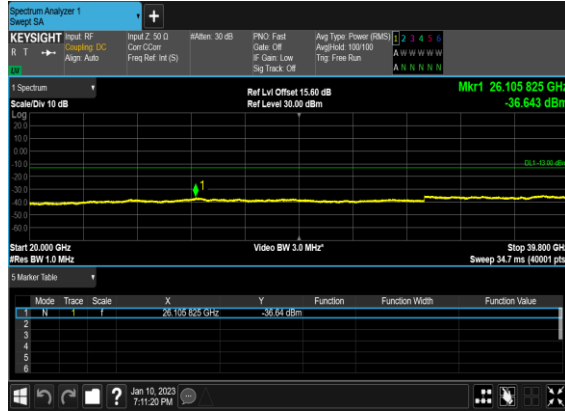 Spectrum Analyzer 1
Swept SA
+
KEYSIGHT Input: RF Input Z: 50 Ω #Atten: 30 dB PNO: Fast Avg Type: Power (RMS) 1 2 3 4 5 6
R T Coupling: DC Corr CCorr Gate: Off Avg|Hold: 100/100 A W W W W W
Align: Auto Freq Ref: Int (S) IF Gain: Low Trig: Free Run
Sig Track: Off A N N N N N
1 Spectrum Ref Lvl Offset 15.60 dB Mkr1 26.105 825 GHz
Scale/Div 10 dB Ref Level 30.00 dBm -36.643 dBm
Log
20.0
10.0
0.00
-10.0
DL1 -13.00 dBm
-20.0
1
-30.0
-40.0
-50.0
-60.0
Start 20.000 GHz Video BW 3.0 MHz* Stop 39.800 GHz
#Res BW 1.0 MHz Sweep 34.7 ms (40001 pts)
5 Marker Table
Mode Trace Scale X Y Function Function Width Function Value
1 N 1 f 26.105 825 GHz -36.64 dBm
2
3
4
5
6
? Jan 10, 2023
7:11:20 PM